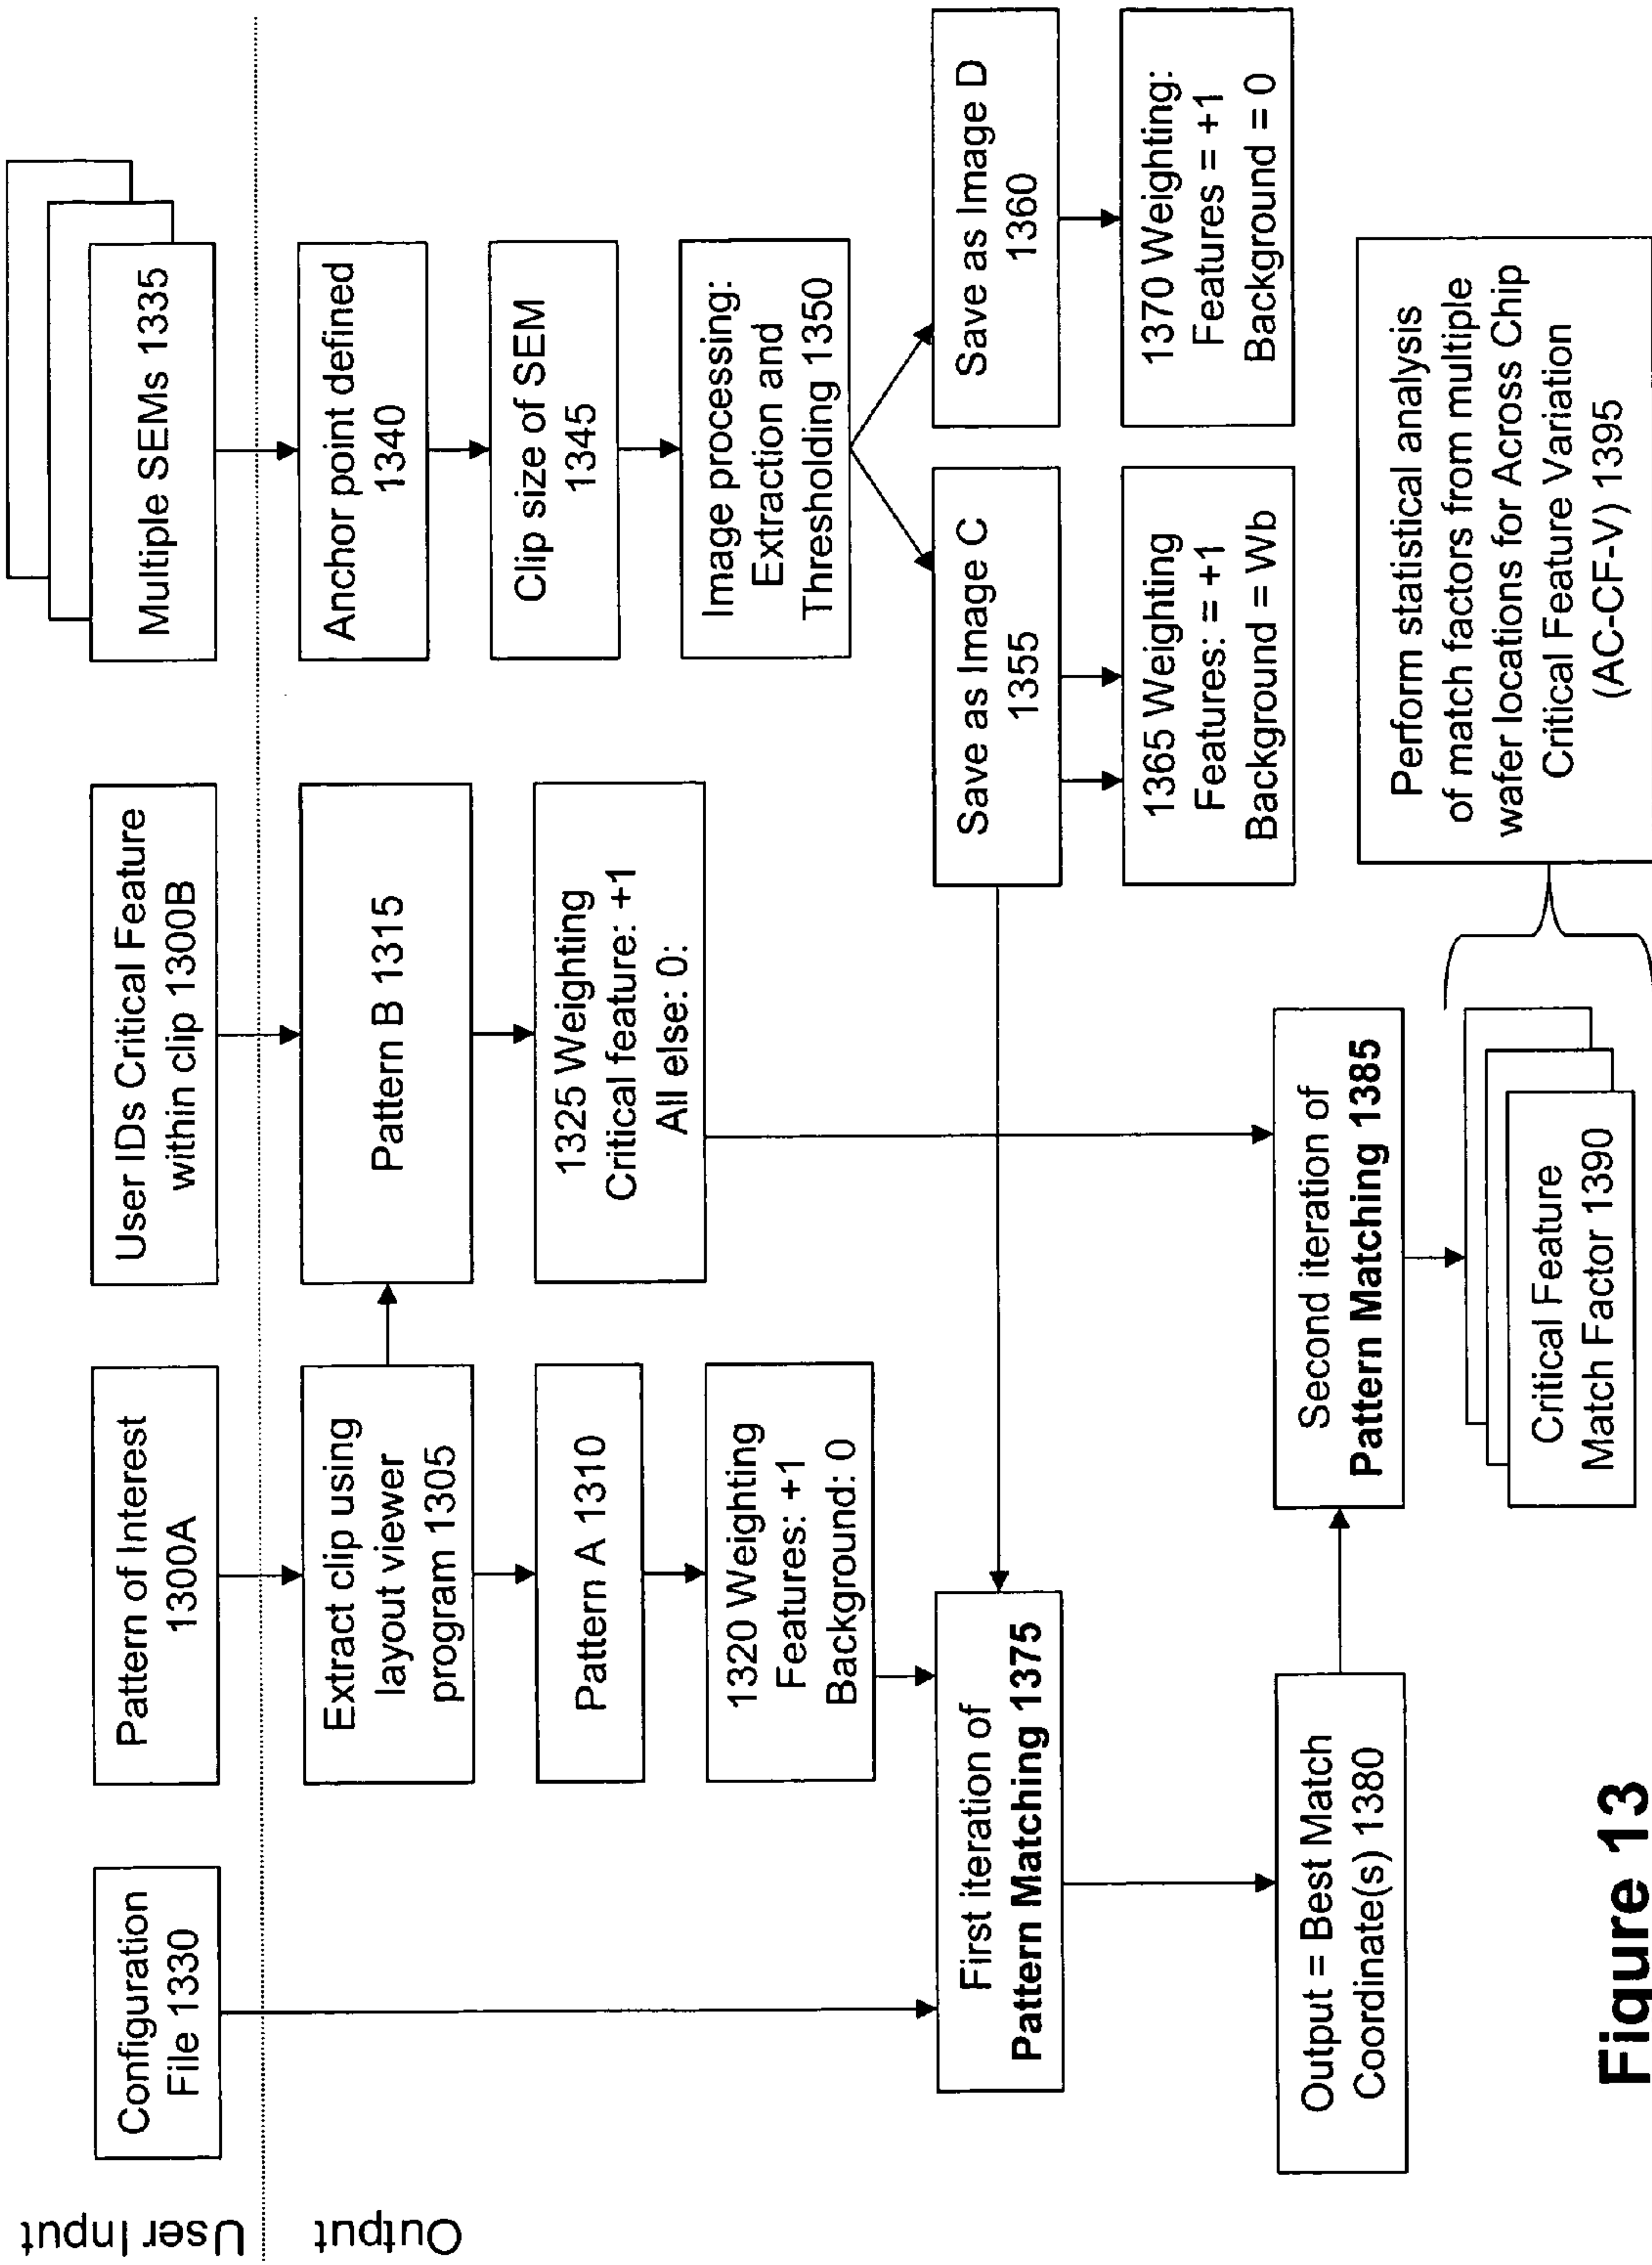 User Input
Configuration
File 1330
Pattern of Interest
1300A
User IDs Critical Feature
within clip 1300B
Multiple SEMs 1335
Output
Extract clip using
layout viewer
program 1305
Pattern B 1315
Anchor point defined
1340
Pattern A 1310
1325 Weighting
Critical feature: +1
All else: 0:
Clip size of SEM
1345
1320 Weighting
Features: +1
Background: 0
Image processing:
Extraction and
Thresholding 1350
First iteration of
Pattern Matching 1375
Save as Image C
1355
Save as Image D
1360
1365 Weighting
Features: = +1
Background = Wb
1370 Weighting:
Features = +1
Background = 0
Output = Best Match
Coordinate(s) 1380
Second iteration of
Pattern Matching 1385
Critical Feature
Match Factor 1390
Perform statistical analysis
of match factors from multiple
wafer locations for Across Chip
Critical Feature Variation
(AC-CF-V) 1395
Figure 13